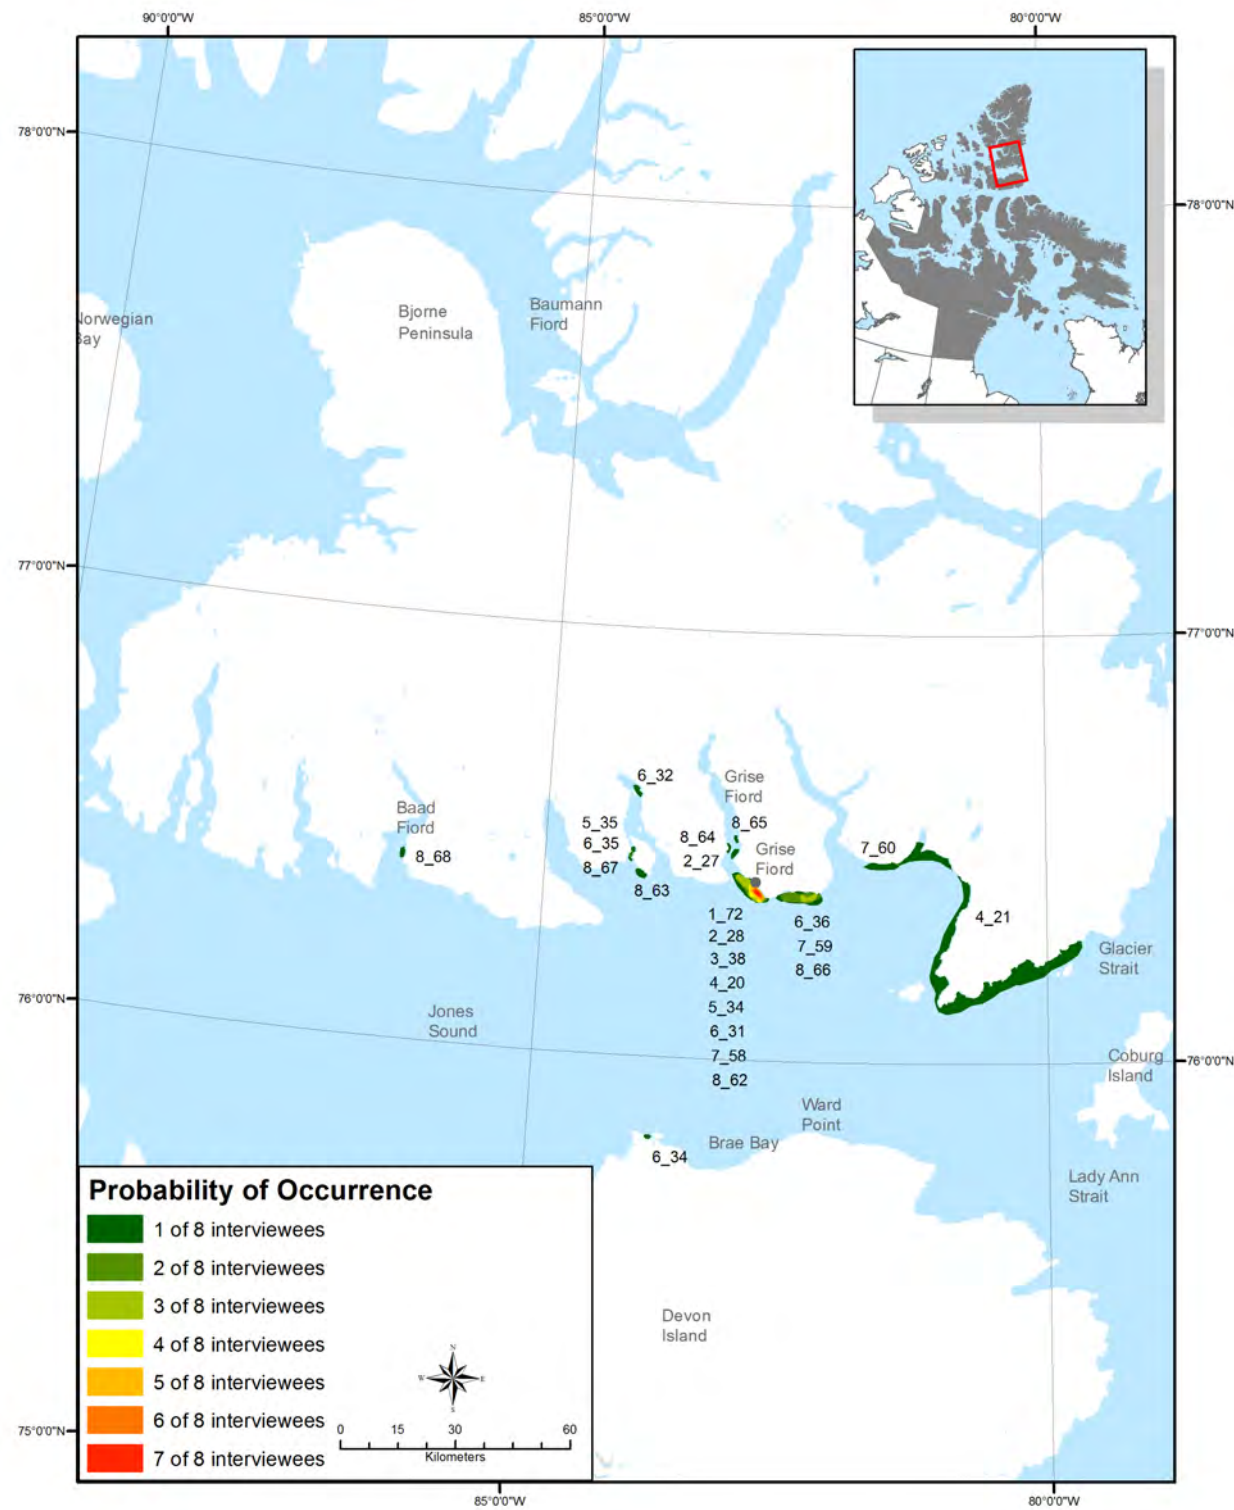 90°0'0"W
85°0'0"W
80°0'0"W
78°0'0"N
78°0'0"N
Norwegian
Bay
Bjorne
Peninsula
Baumann
Fiord
77°0'0"N
77°0'0"N
6_32
Grise
Fiord
Baad
Fiord
8_68
5_35
6_35
8_67
8_63
8_64
2_27
8_65
Grise
Fiord
7_60
4_21
1_72
2_28
3_38
4_20
5_34
6_31
7_58
8_62
6_36
7_59
8_66
Glacier
Strait
76°0'0"N
Jones
Sound
76°0'0"N
Coburg
Island
Ward
Point
Brae Bay
6_34
Lady Ann
Strait
Devon
Island
Probability of Occurrence
1 of 8 interviewees
2 of 8 interviewees
3 of 8 interviewees
4 of 8 interviewees
5 of 8 interviewees
6 of 8 interviewees
7 of 8 interviewees
N
W
E
S
0 15 30 60
Kilometers
75°0'0"N
85°0'0"W
80°0'0"W